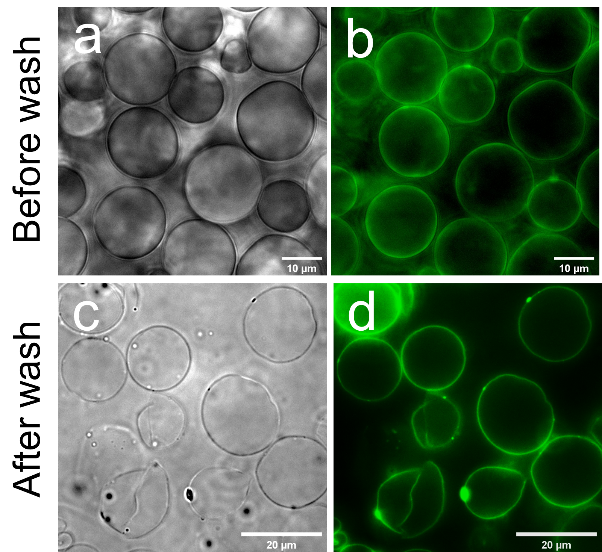 Before wash
a
b
10 µm
10 µm
After wash
c
d
20 µm
20 µm